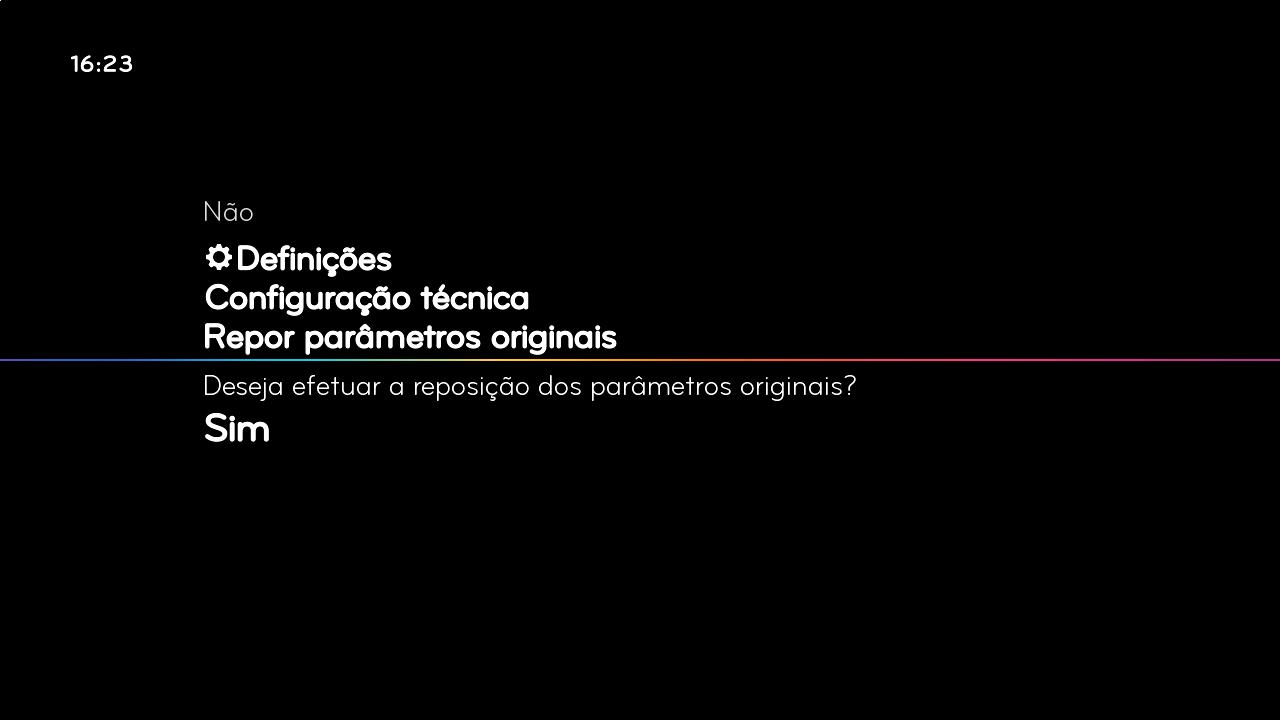 16:23
Não
Definições
Configuração técnica
Repor parâmetros originais
Deseja efetuar a reposição dos parâmetros originais?
Sim